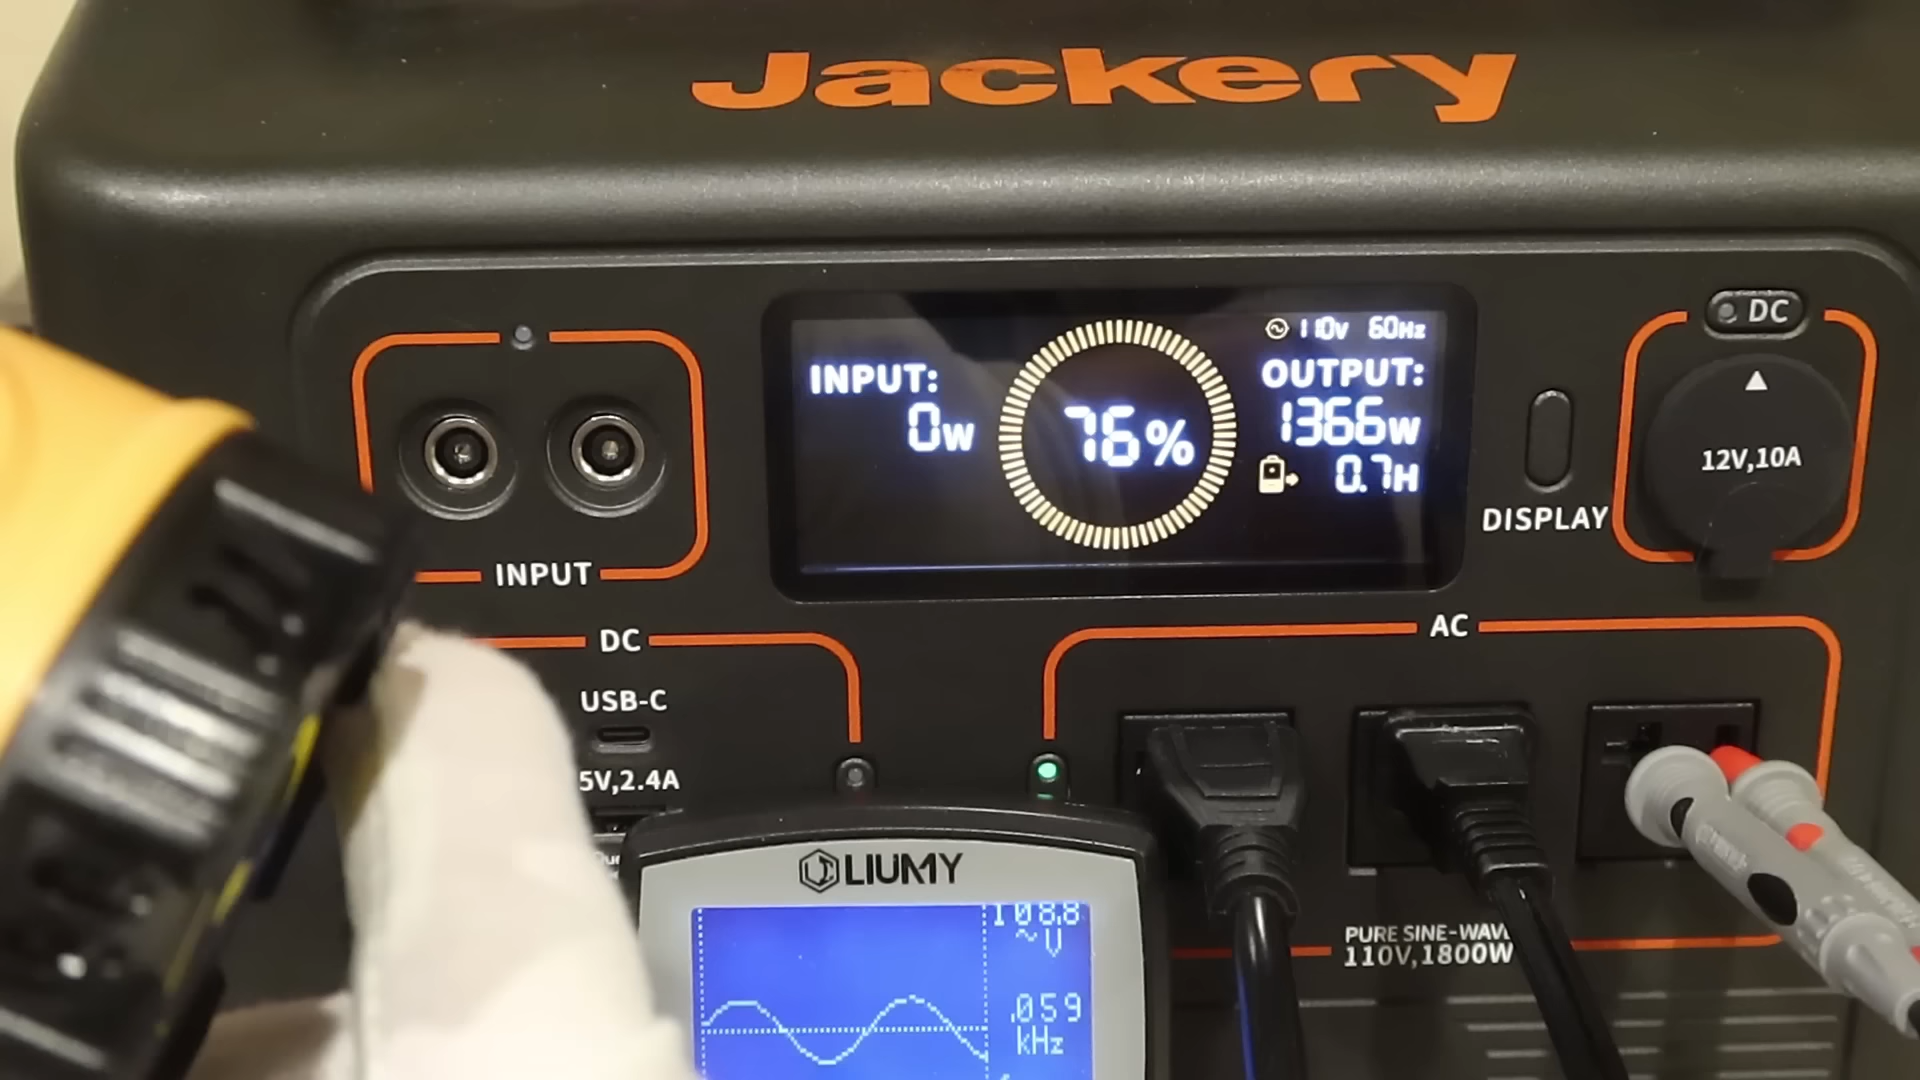 Jackery
110V 60Hz
INPUT:
0W
76%
OUTPUT:
1366W
0.7H
DC
12V,10A
DISPLAY
INPUT
DC
AC
USB-C
5V,2.4A
LIUMY
108.8
~V
.059
kHz
PURE SINE-WAVE
110V,1800W